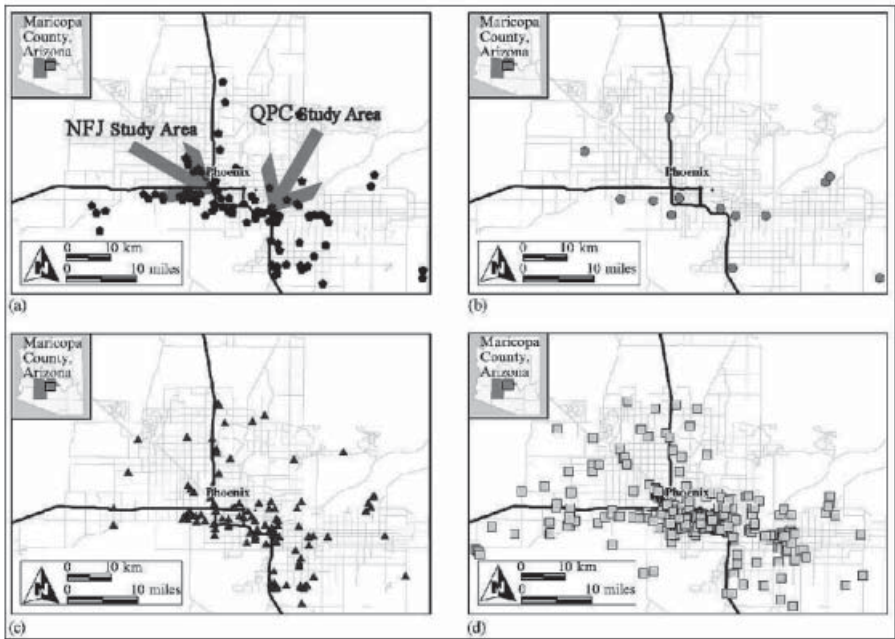 Maricopa
County,
Arizona
NFJ Study Area
QPC Study Area
Phoenix
N
0 10 km
0 10 miles
(a)
Maricopa
County,
Arizona
Phoenix
N
0 10 km
0 10 miles
(b)
Maricopa
County,
Arizona
Phoenix
N
0 10 km
0 10 miles
(c)
Maricopa
County,
Arizona
Phoenix
N
0 10 km
0 10 miles
(d)